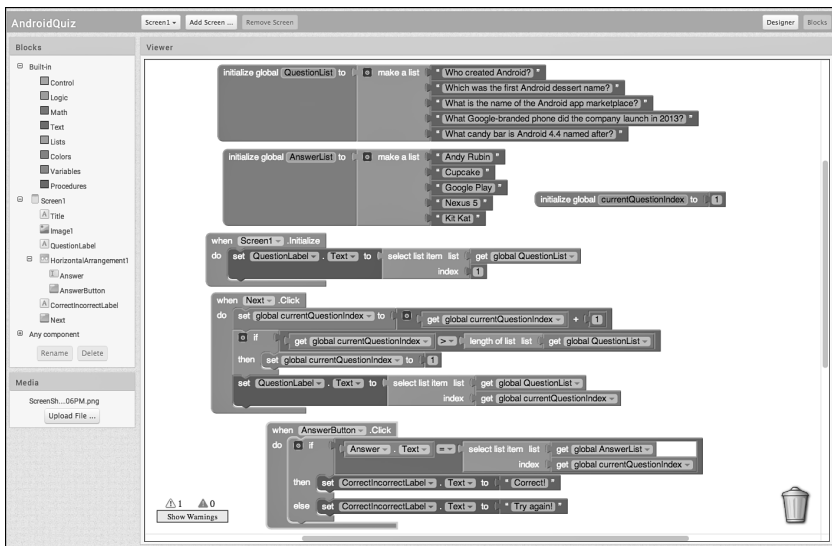 AndroidQuiz
Screen1 Add Screen ... Remove Screen
Designer Blocks
Blocks
Built-in
Control
Logic
Math
Text
Lists
Colors
Variables
Procedures
Screen1
Title
Image1
QuestionLabel
HorizontalArrangement1
Answer
AnswerButton
CorrectIncorrectLabel
Next
Any component
Rename Delete
Media
ScreenSh...06PM.png
Upload File ...
Viewer
initialize global QuestionList to make a list " Who created Android? "
" Which was the first Android dessert name? "
" What is the name of the Android app marketplace? "
" What Google-branded phone did the company launch in 2013? "
" What candy bar is Android 4.4 named after? "
initialize global AnswerList to make a list " Andy Rubin "
" Cupcake "
" Google Play "
" Nexus 5 "
" Kit Kat "
initialize global currentQuestionIndex to 1
when Screen1 .Initialize
do set QuestionLabel . Text to select list item list get global QuestionList
index 1
when Next .Click
do set global currentQuestionIndex to get global currentQuestionIndex + 1
if get global currentQuestionIndex > length of list list get global QuestionList
then set global currentQuestionIndex to 1
set QuestionLabel . Text to select list item list get global QuestionList
index get global currentQuestionIndex
when AnswerButton .Click
do if Answer . Text = select list item list get global AnswerList
index get global currentQuestionIndex
then set CorrectIncorrectLabel . Text to " Correct! "
else set CorrectIncorrectLabel . Text to " Try again! "
1 0
Show Warnings